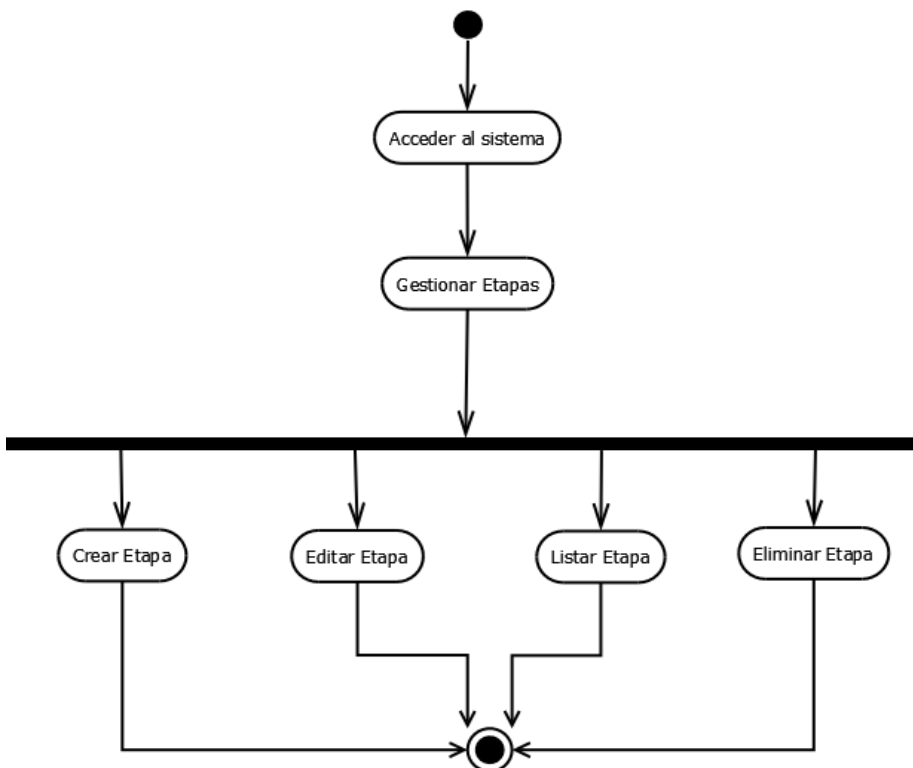 Acceder al sistema
Gestionar Etapas
Crear Etapa
Editar Etapa
Listar Etapa
Eliminar Etapa